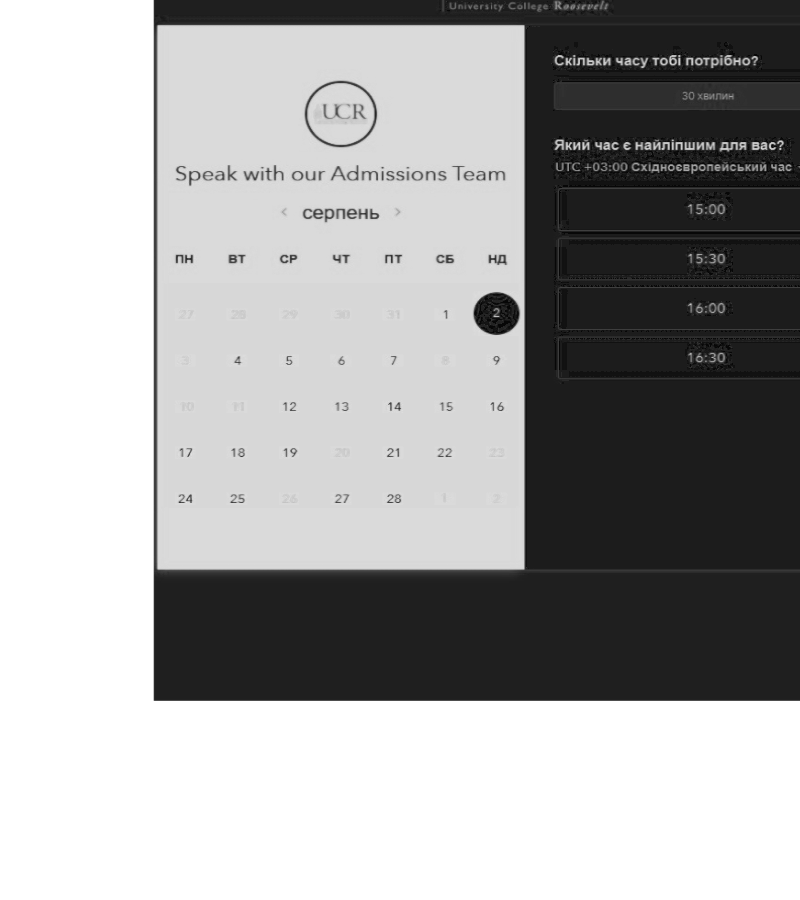 University College Roosevelt
UCR
Speak with our Admissions Team
< серпень >
ПН ВТ СР ЧТ ПТ СБ НД
27 28 29 30 31 1 2
3 4 5 6 7 8 9
10 11 12 13 14 15 16
17 18 19 20 21 22 23
24 25 26 27 28 1 2
Скільки часу тобі потрібно?
30 хвилин
Який час є найліпшим для вас?
UTC +03:00 Східноєвропейський час
15:00
15:30
16:00
16:30